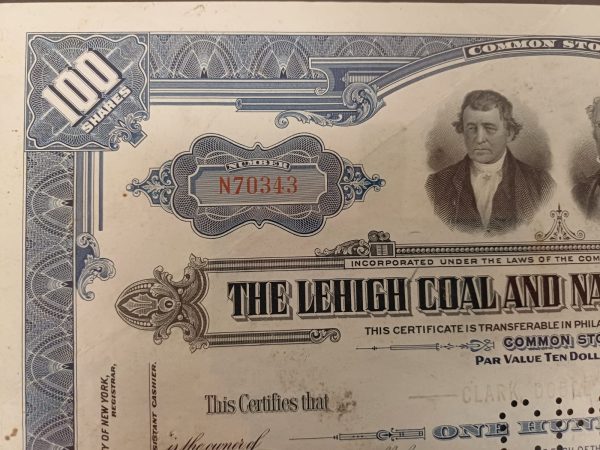 100
SHARES
COMMON STO
NUMBER
N70343
INCORPORATED UNDER THE LAWS OF THE COM
THE LEHIGH COAL AND NA
THIS CERTIFICATE IS TRANSFERABLE IN PHILA
COMMON STO
PAR VALUE TEN DOLL
This Certifies that
CLARK
is the owner of
ONE HUN
100
Y OF NEW YORK,
REGISTRAR,
ISTANT CASHIER.